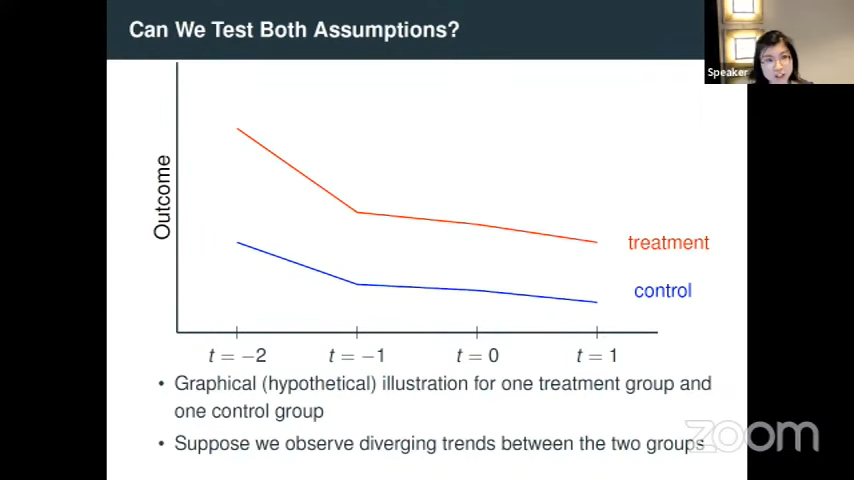 Can We Test Both Assumptions?
Speaker
Outcome
treatment
control
t = −2
t = −1
t = 0
t = 1
• Graphical (hypothetical) illustration for one treatment group and
one control group
• Suppose we observe diverging trends between the two groups
zoom